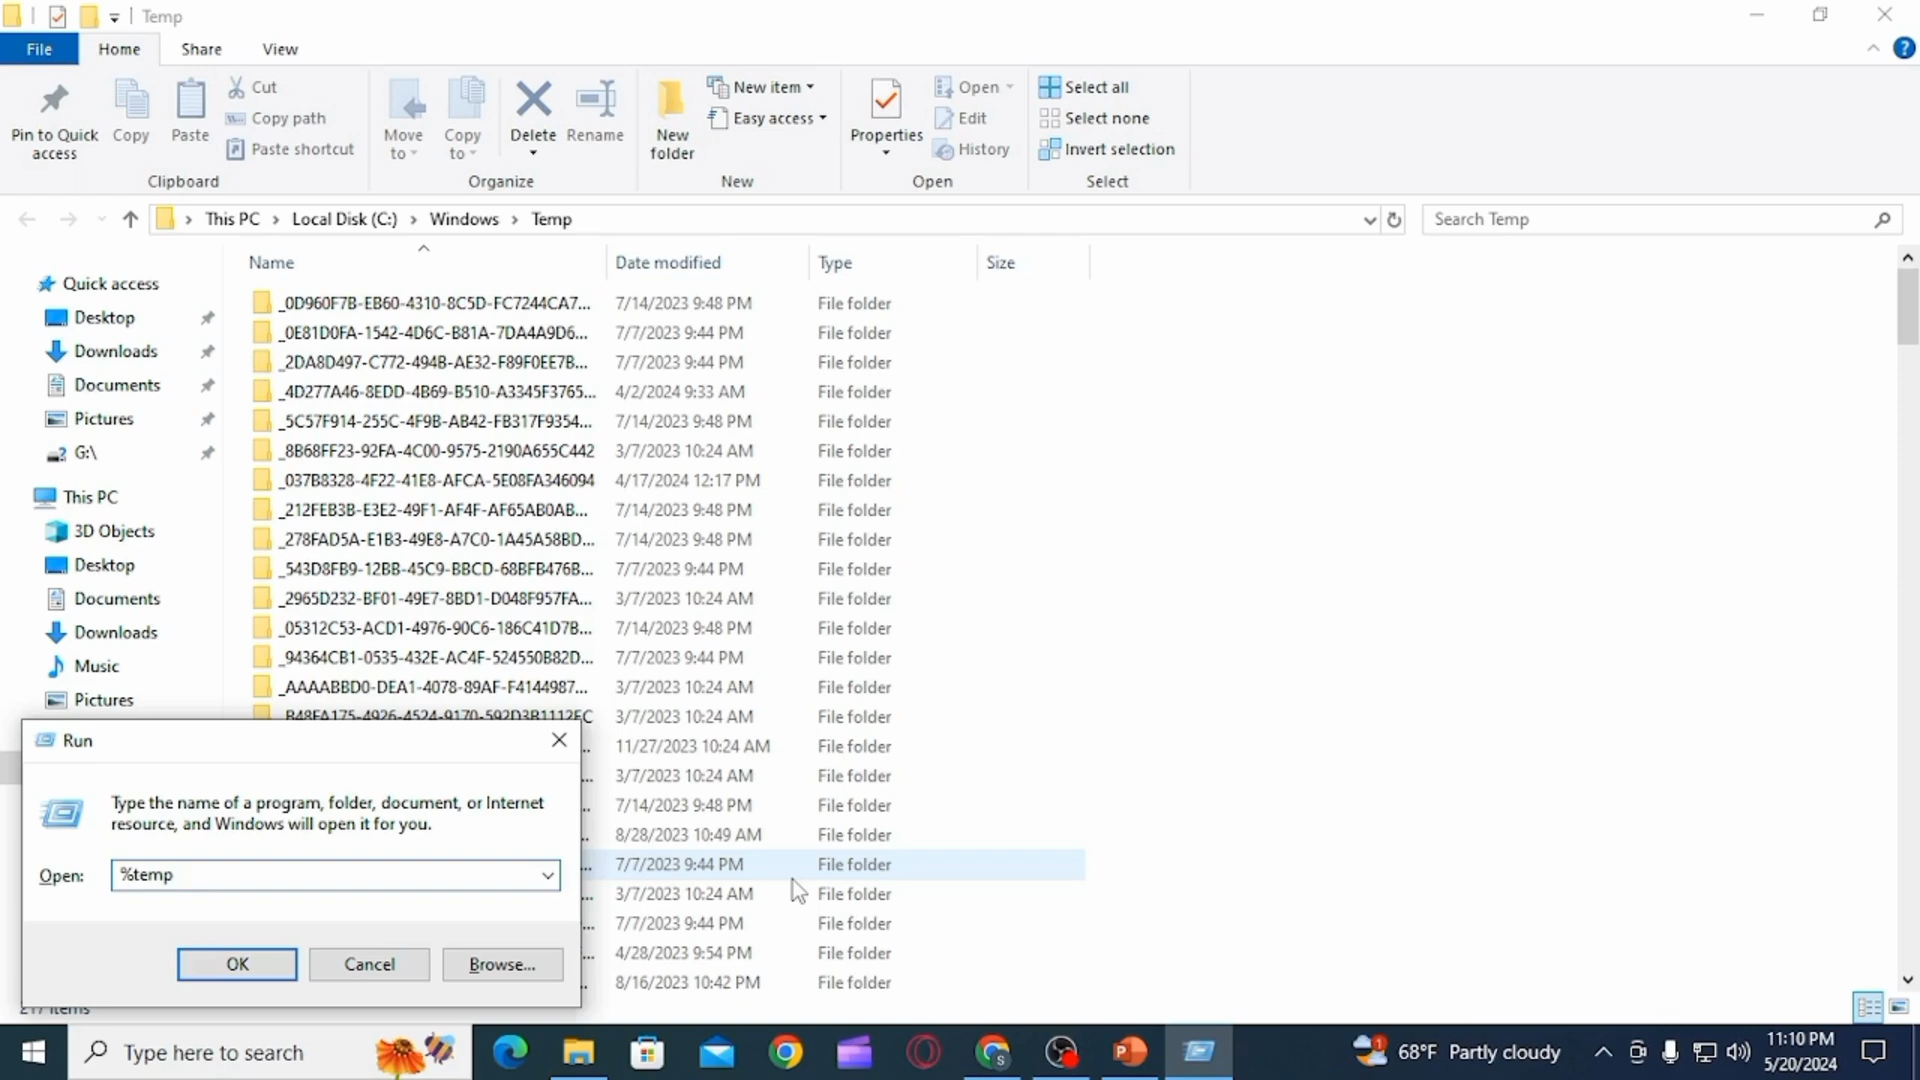 Temp
File Home Share View
Pin to Quick access
Copy
Paste
Cut
Copy path
Paste shortcut
Clipboard
Move to
Copy to
Delete
Rename
Organize
New folder
New item
Easy access
New
Properties
Open
Edit
History
Open
Select all
Select none
Invert selection
Select
This PC Local Disk (C:) Windows Temp
Search Temp
Name Date modified Type Size
Quick access
Desktop
Downloads
Documents
Pictures
G:\
This PC
3D Objects
Desktop
Documents
Downloads
Music
Pictures
_0D960F7B-EB60-4310-8C5D-FC7244CA7... 7/14/2023 9:48 PM File folder
_0E81D0FA-1542-4D6C-B81A-7DA4A9D6... 7/7/2023 9:44 PM File folder
_2DA8D497-C772-494B-AE32-F89F0EE7B... 7/7/2023 9:44 PM File folder
_4D277A46-8EDD-4B69-B510-A3345F3765... 4/2/2024 9:33 AM File folder
_5C57F914-255C-4F9B-AB42-FB317F9354... 7/14/2023 9:48 PM File folder
_8B68FF23-92FA-4C00-9575-2190A655C442 3/7/2023 10:24 AM File folder
_037B8328-4F22-41E8-AFCA-5E08FA346094 4/17/2024 12:17 PM File folder
_212FEB3B-E3E2-49F1-AF4F-AF65AB0AB... 7/14/2023 9:48 PM File folder
_278FAD5A-E1B3-49E8-A7C0-1A45A58BD... 7/14/2023 9:48 PM File folder
_543D8FB9-12BB-45C9-BBCD-68BFB476B... 7/7/2023 9:44 PM File folder
_2965D232-BF01-49E7-8BD1-D048F957FA... 3/7/2023 10:24 AM File folder
_05312C53-ACD1-4976-90C6-186C41D7B... 7/14/2023 9:48 PM File folder
_94364CB1-0535-432E-AC4F-524550B82D... 7/7/2023 9:44 PM File folder
_AAAABBD0-DEA1-4078-89AF-F4144987... 3/7/2023 10:24 AM File folder
_B48FA175-4926-4524-9170-592D3B1112FC 3/7/2023 10:24 AM File folder
11/27/2023 10:24 AM File folder
3/7/2023 10:24 AM File folder
7/14/2023 9:48 PM File folder
8/28/2023 10:49 AM File folder
7/7/2023 9:44 PM File folder
3/7/2023 10:24 AM File folder
7/7/2023 9:44 PM File folder
4/28/2023 9:54 PM File folder
8/16/2023 10:42 PM File folder
Run
Type the name of a program, folder, document, or Internet
resource, and Windows will open it for you.
Open: %temp
OK Cancel Browse...
217 items
Type here to search
68°F Partly cloudy
11:10 PM
5/20/2024